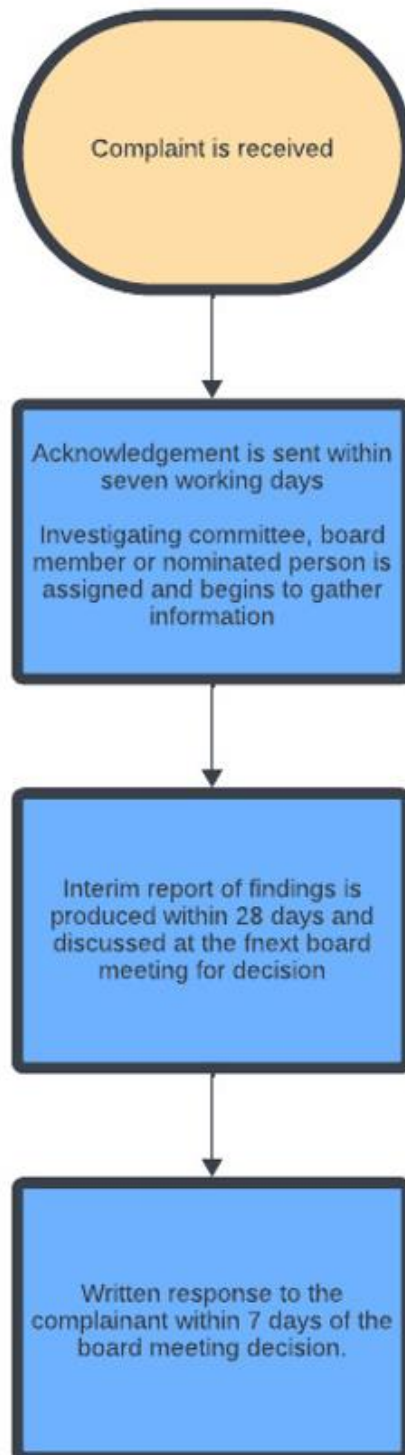 Complaint is received
Acknowledgement is sent within
seven working days
Investigating committee, board
member or nominated person is
assigned and begins to gather
information
Interim report of findings is
produced within 28 days and
discussed at the fnext board
meeting for decision
Written response to the
complainant within 7 days of the
board meeting decision.